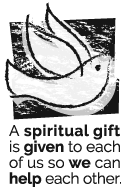 A spiritual gift
is given to each
of us so we can
help each other.